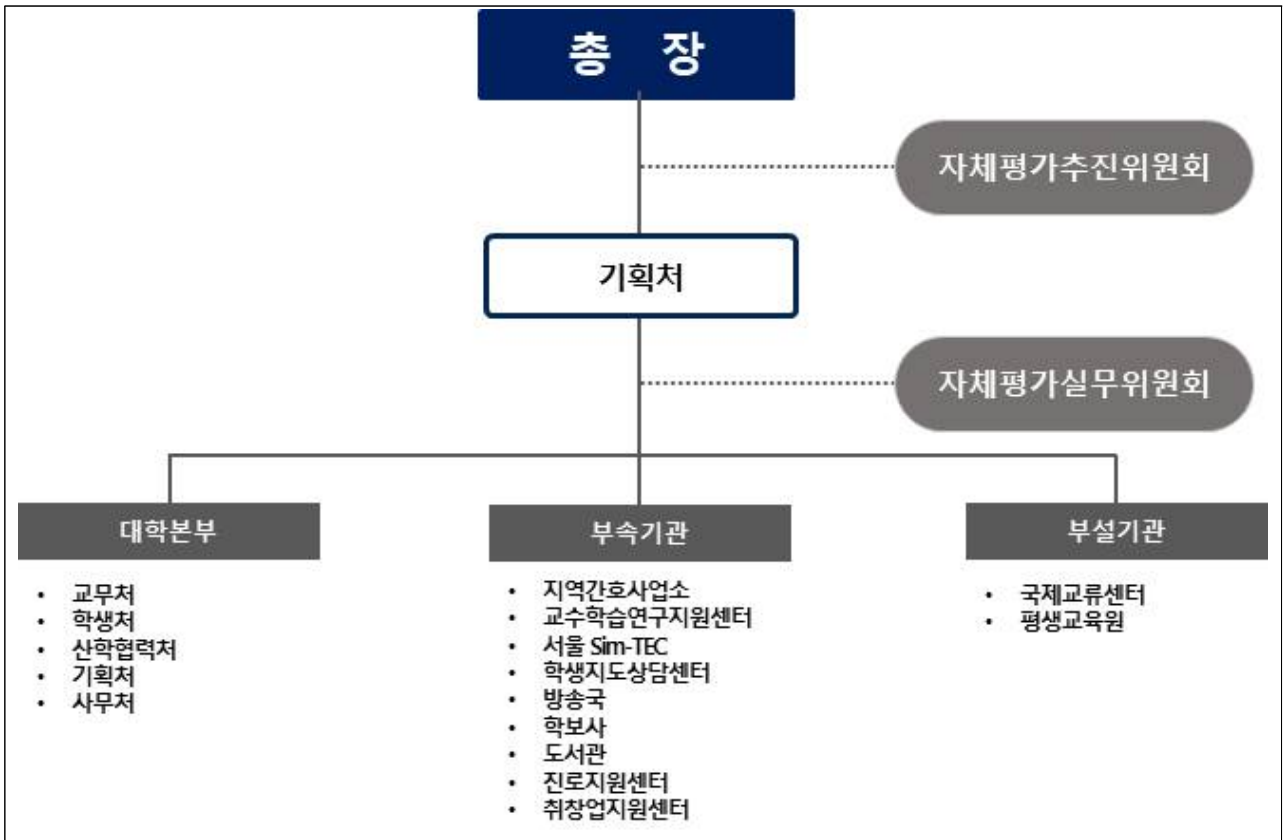 총 장
자체평가추진위원회
기획처
자체평가실무위원회
대학본부
• 교무처
• 학생처
• 산학협력처
• 기획처
• 사무처
부속기관
• 지역간호사업소
• 교수학습연구지원센터
• 서울 Sim-TEC
• 학생지도상담센터
• 방송국
• 학보사
• 도서관
• 진로지원센터
• 취창업지원센터
부설기관
• 국제교류센터
• 평생교육원